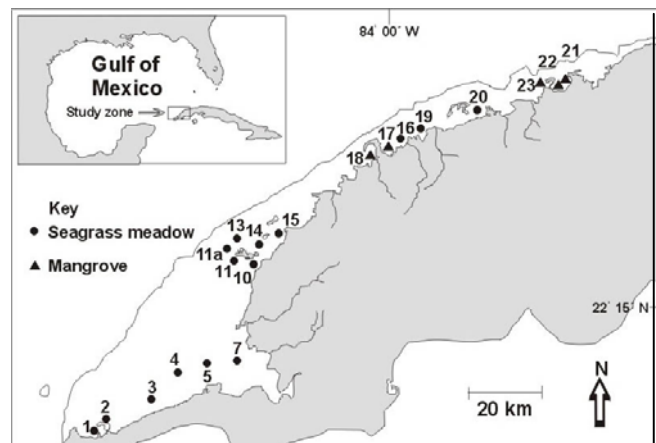 Gulf of
Mexico
Study zone
84° 00' W
21
22
23
20
19
16
17
18
Key
Seagrass meadow
Mangrove
13
14
15
11a
11
10
22° 15' N
4
5
7
3
2
1
N
20 km